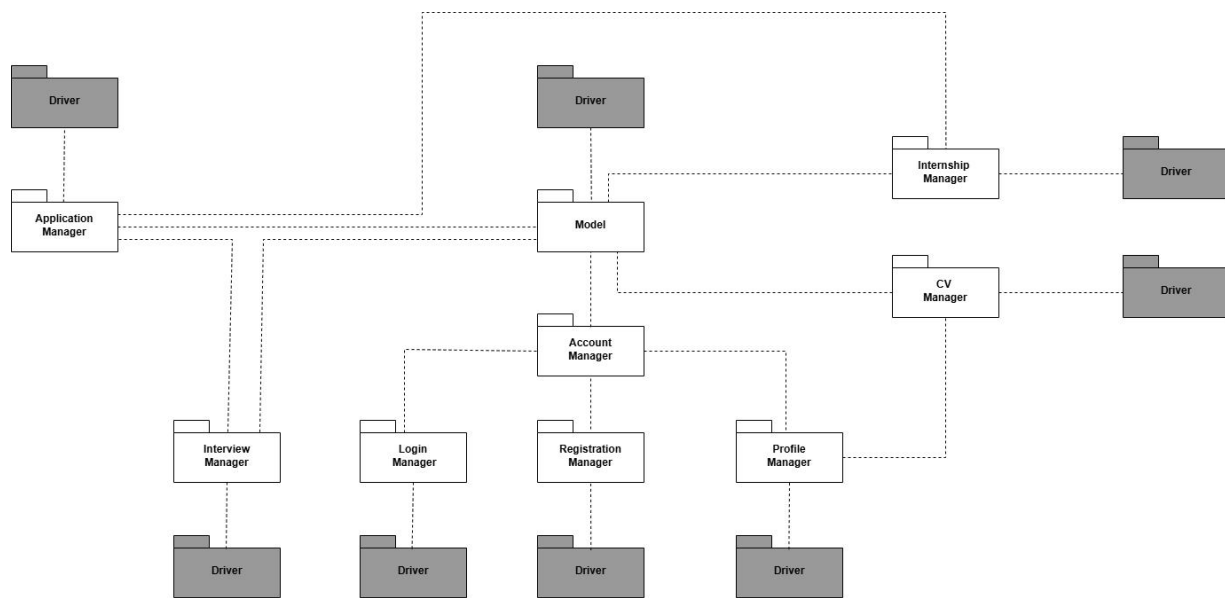 Driver
Driver
Internship
Manager
Driver
Application
Manager
Model
CV
Manager
Driver
Account
Manager
Interview
Manager
Login
Manager
Registration
Manager
Profile
Manager
Driver
Driver
Driver
Driver